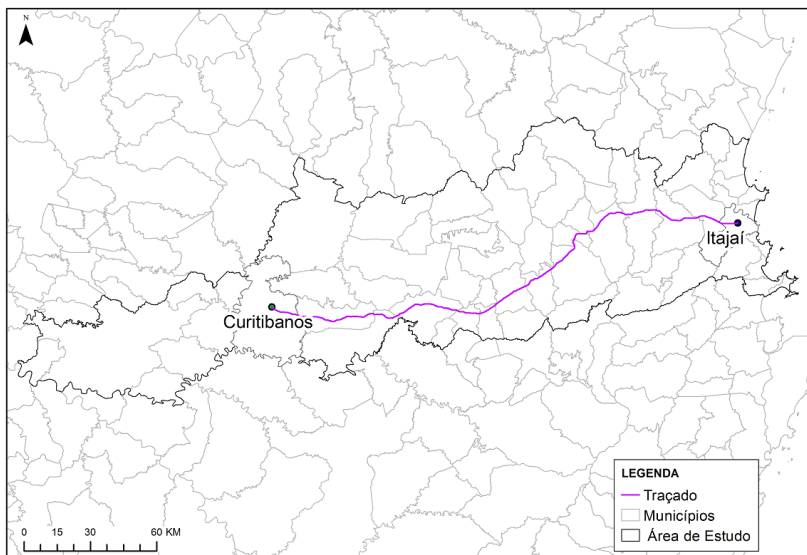 N
Itajaí
Curitibanos
LEGENDA
Traçado
Municípios
Área de Estudo
0 15 30 60 KM